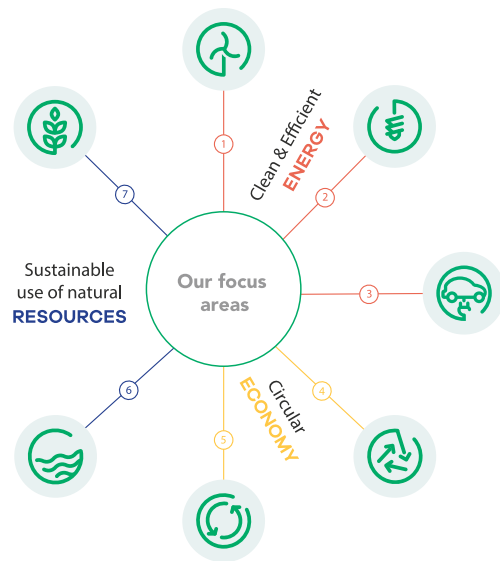 1
Clean & Efficient
ENERGY
2
7
Our focus
areas
3
Sustainable
use of natural
RESOURCES
6
Circular
ECONOMY
4
5